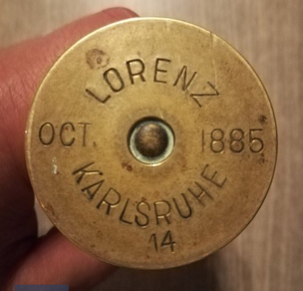 LORENZ
OCT. 1885
KARLSRUHE
14